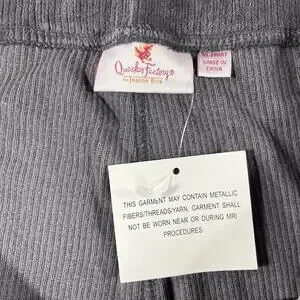 Quacker Factory®
by Jeanne Bice
MADE IN
CHINA
THIS GARMENT MAY CONTAIN METALLIC
FIBERS/THREADS/YARN. GARMENT SHALL
NOT BE WORN NEAR OR DURING MRI
PROCEDURES.